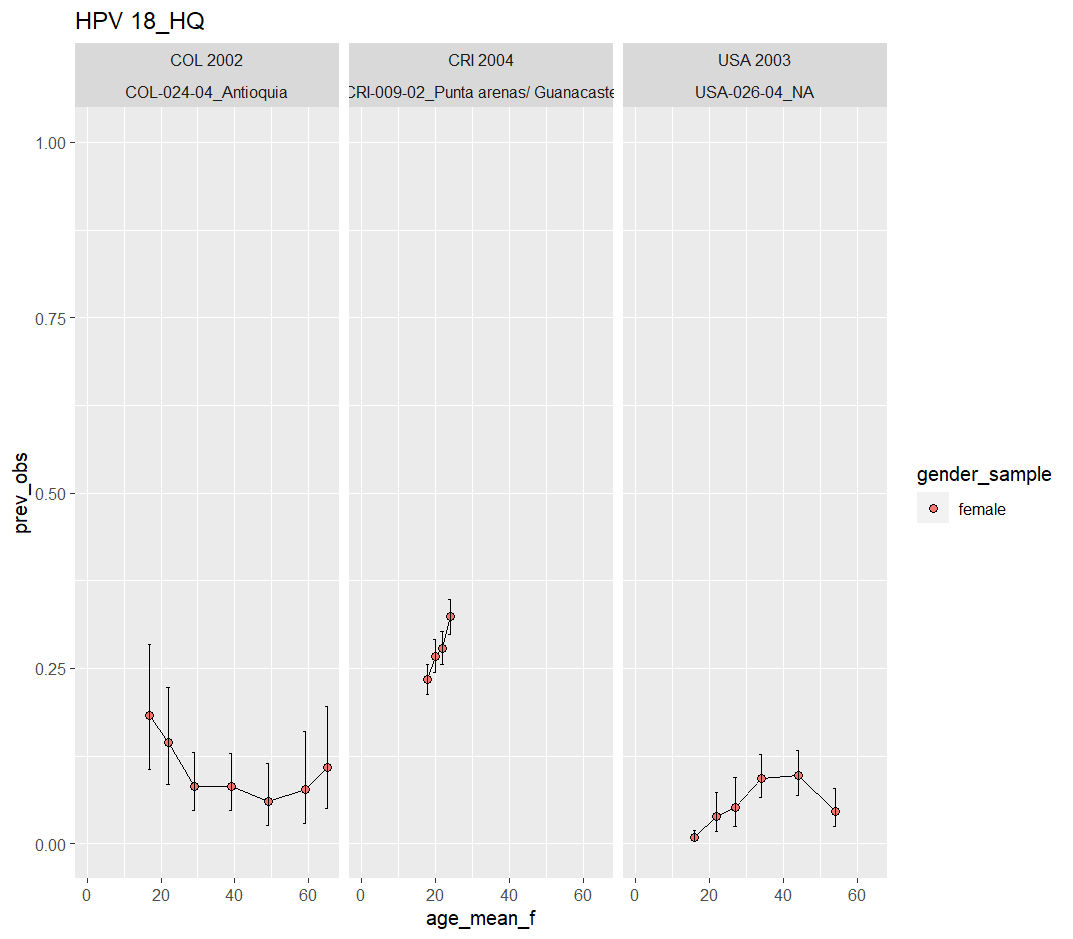 HPV 18_HQ
COL 2002
CRI 2004
USA 2003
COL-024-04_Antioquia
CRI-009-02_Punta arenas/ Guanacaste
USA-026-04_NA
1.00
0.75
0.50
0.25
0.00
prev_obs
0 20 40 60
0 20 40 60
0 20 40 60
age_mean_f
gender_sample
female